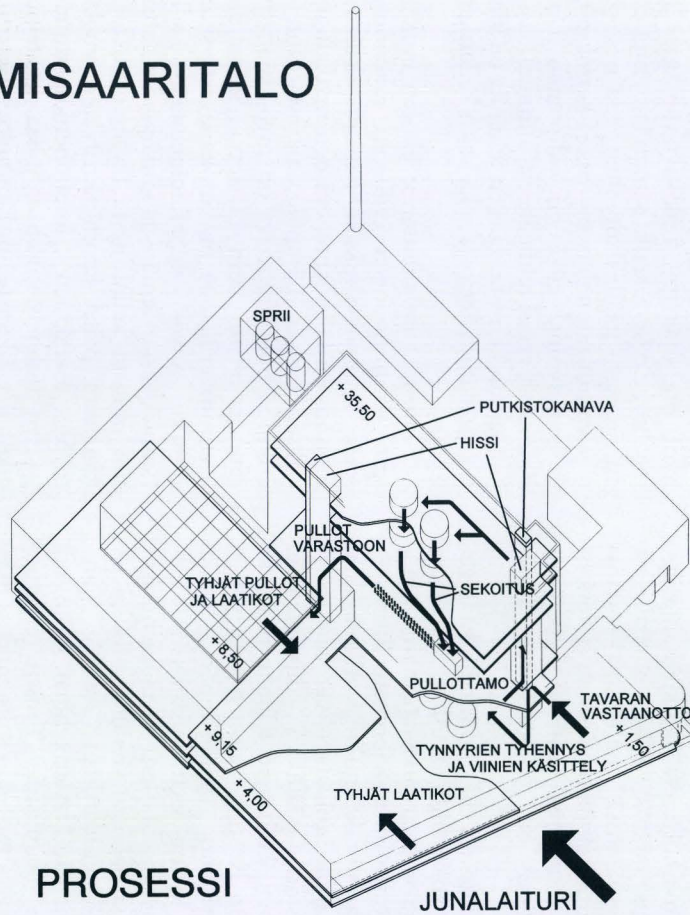 MISAARITALO
SPRII
+ 35,50
PUTKISTOKANAVA
HISSI
PULLOT
VARASTOON
TYHJÄT PULLOT
JA LAATIKOT
SEKOITUS
+ 8,50
PULLOTTAMO
TAVARAN
VASTAANOTTO
+ 1,50
TYNNYRIEN TYHENNYS
JA VIINIEN KÄSITTELY
+ 9,15
+ 4,00
TYHJÄT LAATIKOT
PROSESSI
JUNALAITURI